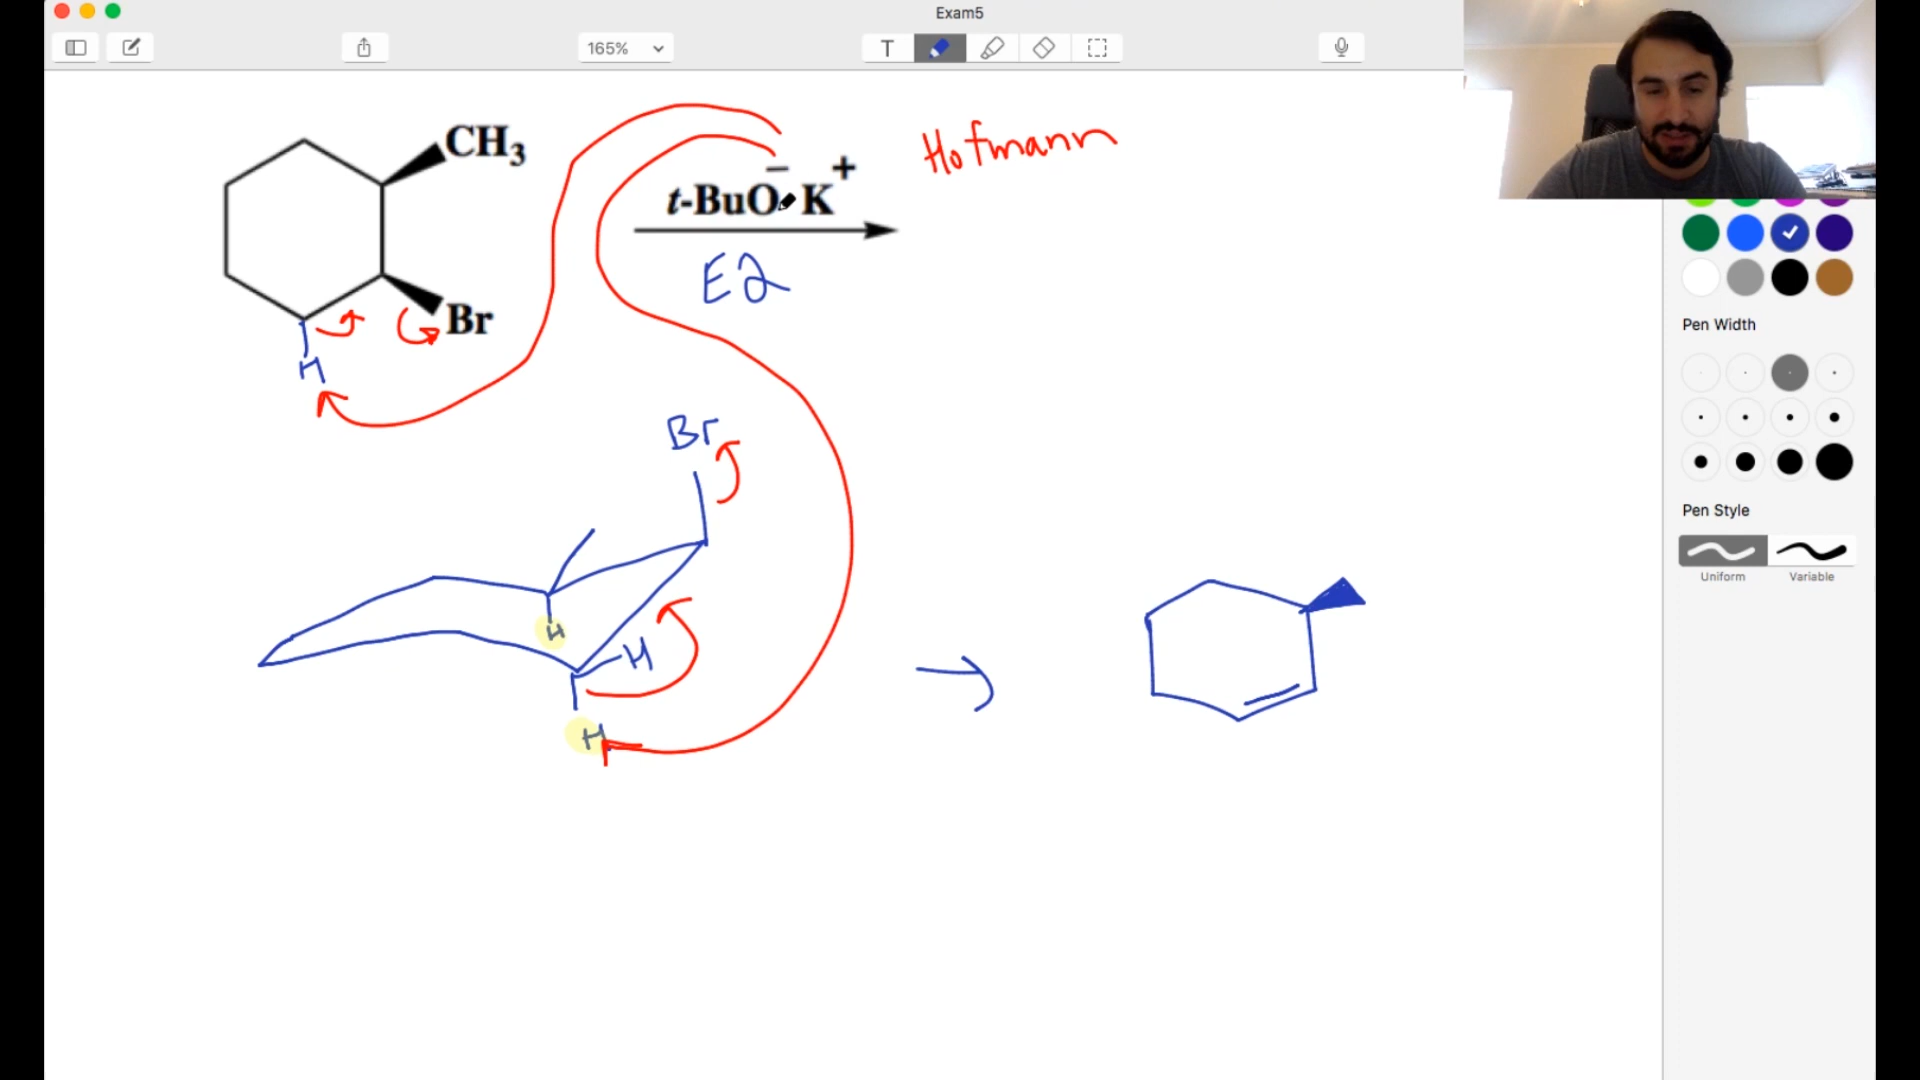 Exam5
165%
T
CH3
Hofmann
− +
t-BuO K
E2
Br
H
Br
H
H
H
Pen Width
Pen Style
Uniform
Variable